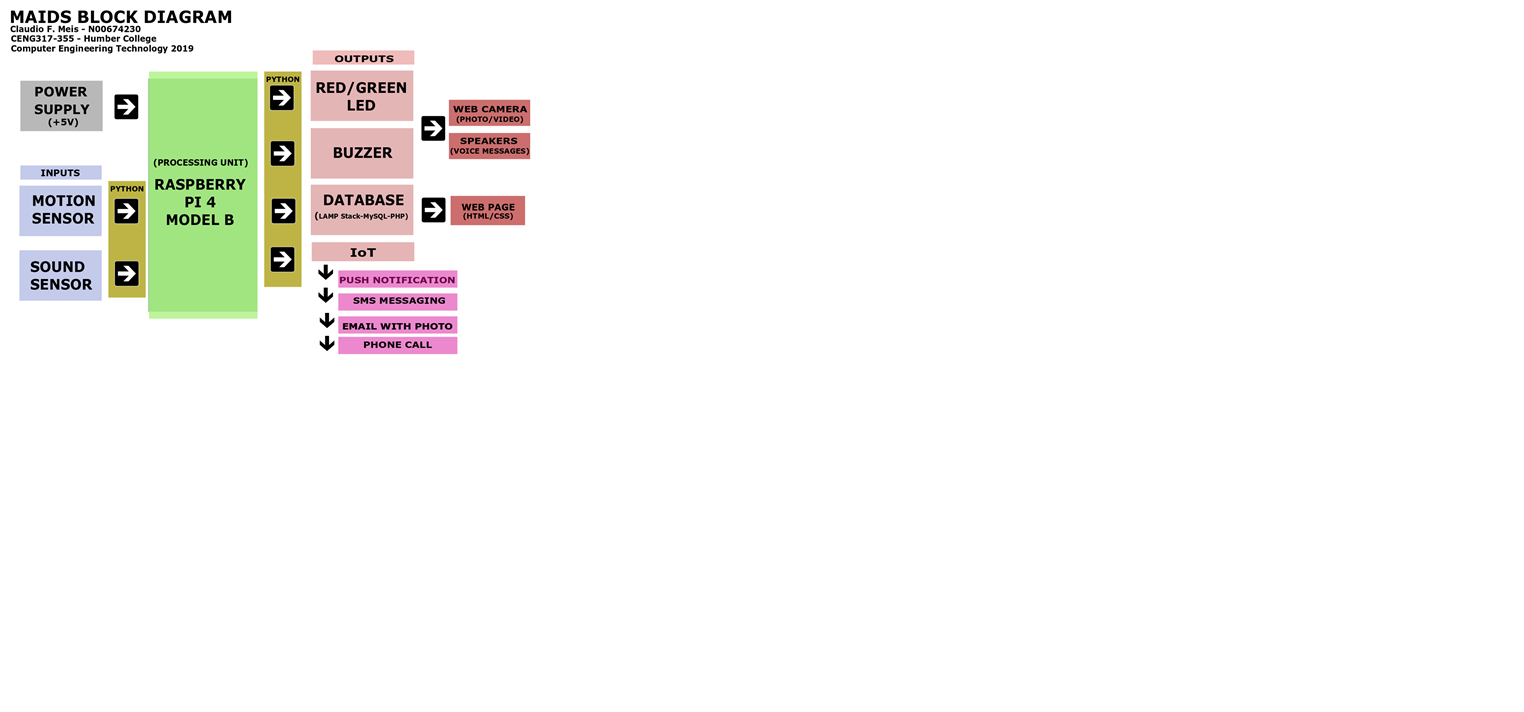 MAIDS BLOCK DIAGRAM
Claudio F. Meis - N00674230
CENG317-355 - Humber College
Computer Engineering Technology 2019
POWER
SUPPLY
(+5V)
INPUTS
MOTION
SENSOR
SOUND
SENSOR
PYTHON
(PROCESSING UNIT)
RASPBERRY
PI 4
MODEL B
PYTHON
OUTPUTS
RED/GREEN
LED
BUZZER
DATABASE
(LAMP Stack-MySQL-PHP)
IoT
PUSH NOTIFICATION
SMS MESSAGING
EMAIL WITH PHOTO
PHONE CALL
WEB CAMERA
(PHOTO/VIDEO)
SPEAKERS
(VOICE MESSAGES)
WEB PAGE
(HTML/CSS)